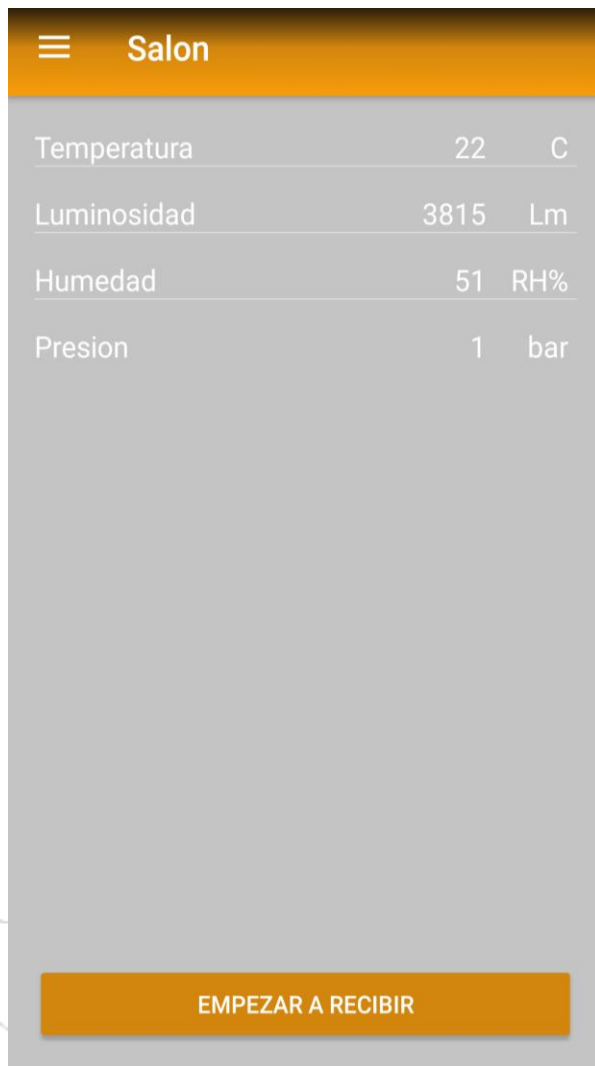 Salon
Temperatura 22 C
Luminosidad 3815 Lm
Humedad 51 RH%
Presion 1 bar
EMPEZAR A RECIBIR